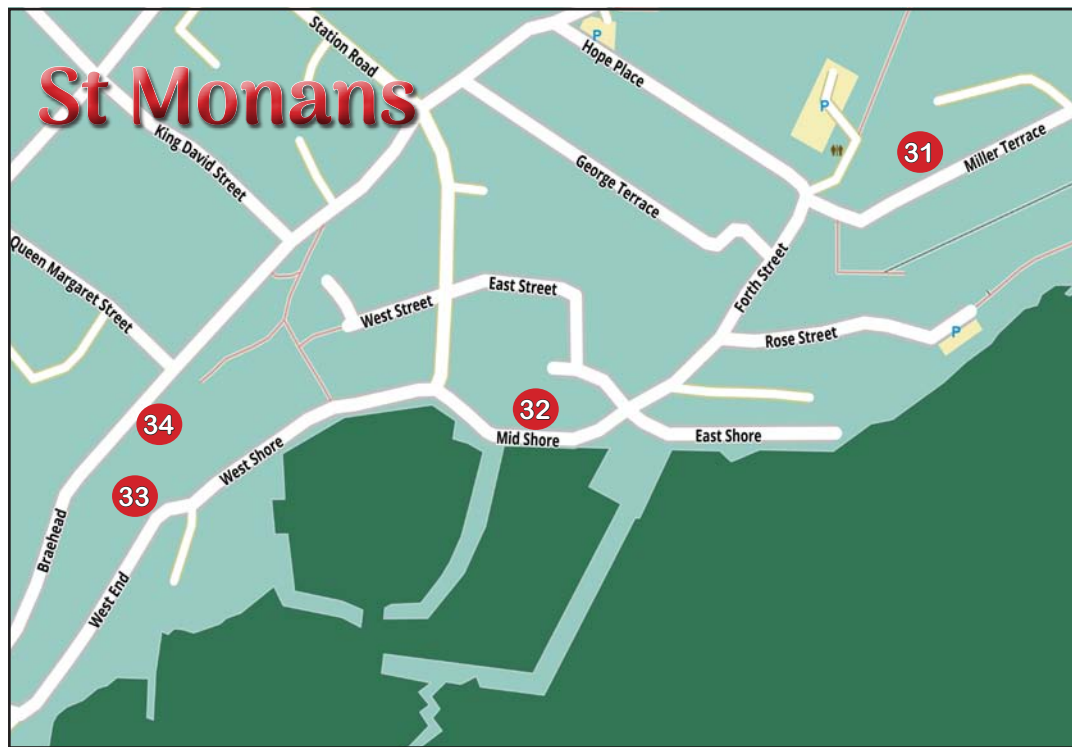 St Monans
Station Road
P
Hope Place
P
King David Street
George Terrace
31
Miller Terrace
Queen Margaret Street
Forth Street
West Street
East Street
Rose Street
P
34
32
Mid Shore
East Shore
West Shore
33
Braehead
West End